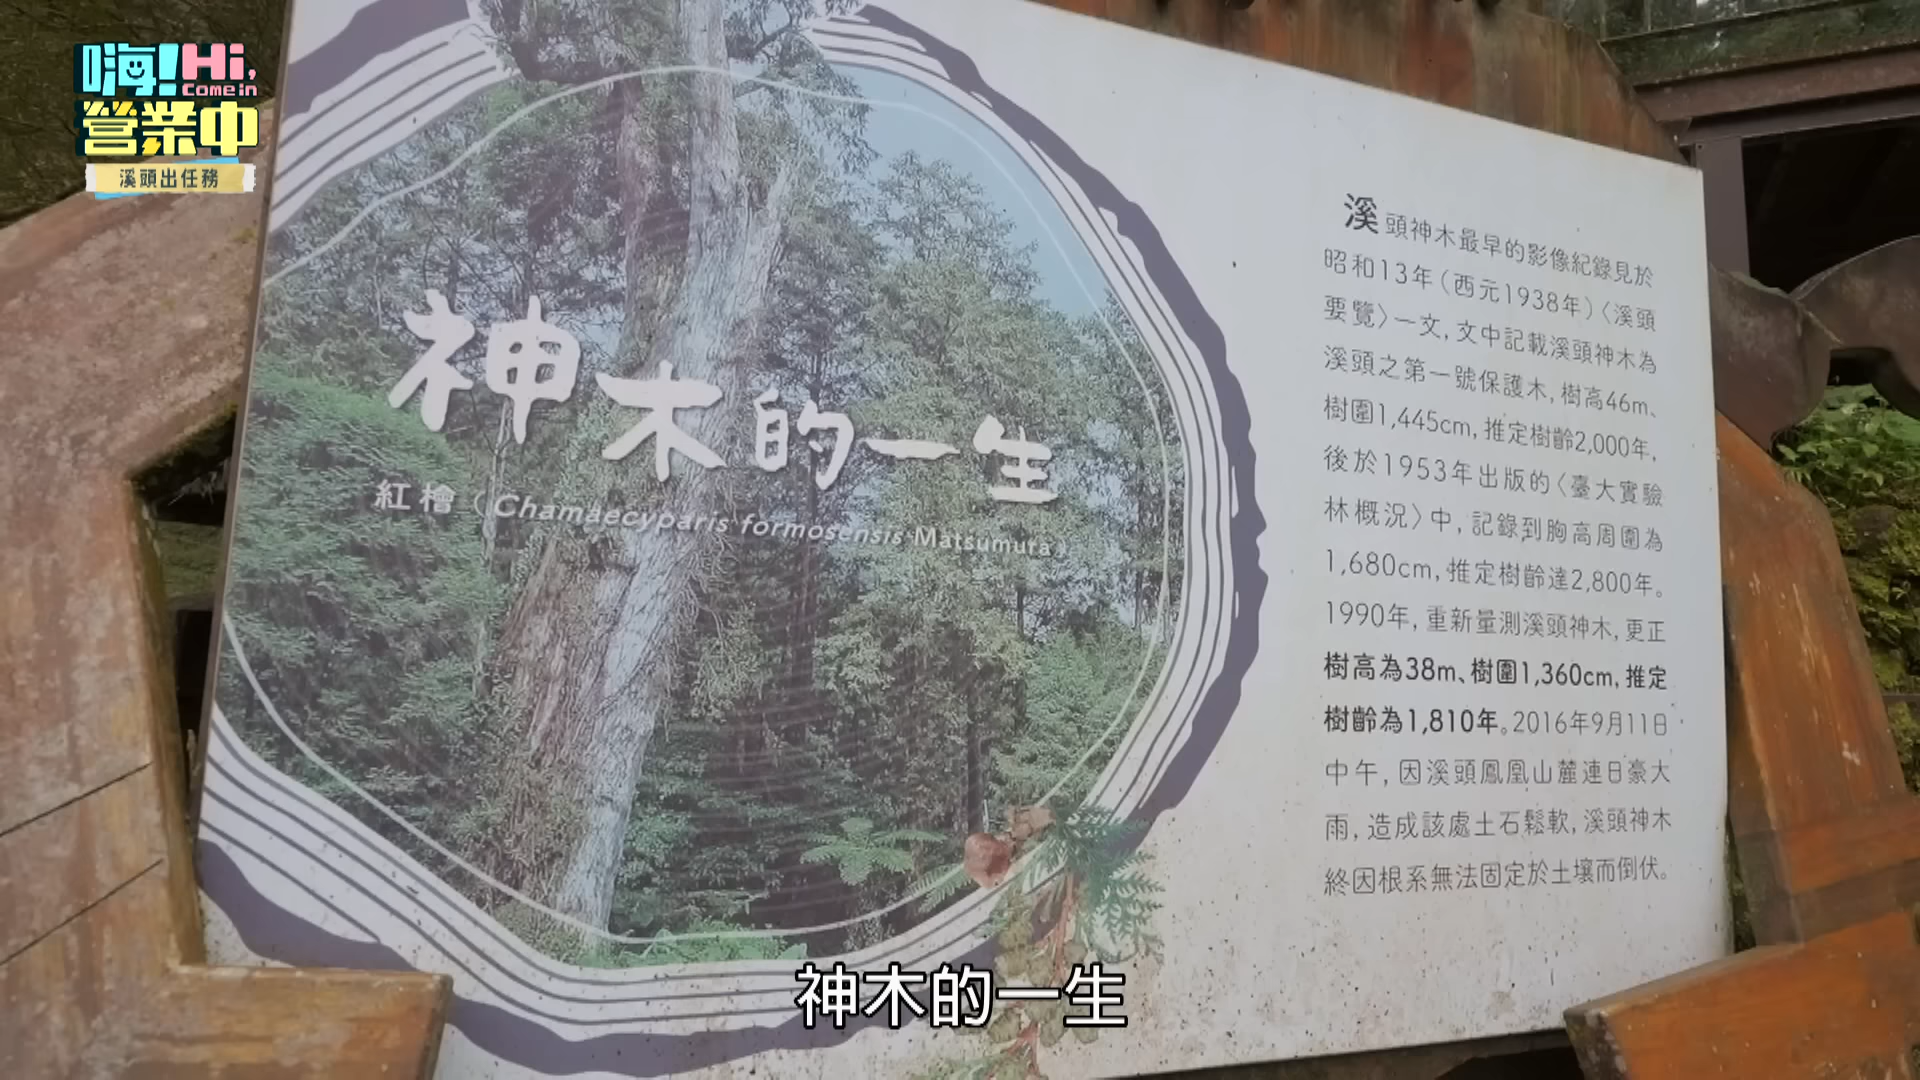 嗨!Hi,
Come in
營業中
溪頭出任務
神木的一生
紅檜（Chamaecyparis formosensis Matsumura）
溪頭神木最早的影像紀錄見於
昭和13年（西元1938年）〈溪頭
要覽〉一文，文中記載溪頭神木為
溪頭之第一號保護木，樹高46m、
樹圍1,445cm，推定樹齡2,000年，
後於1953年出版的〈臺大實驗
林概況〉中，記錄到胸高周圍為
1,680cm，推定樹齡達2,800年。
1990年，重新量測溪頭神木，更正
樹高為38m、樹圍1,360cm，推定
樹齡為1,810年。2016年9月11日
中午，因溪頭鳳凰山麓連日豪大
雨，造成該處土石鬆軟，溪頭神木
終因根系無法固定於土壤而倒伏。
神木的一生